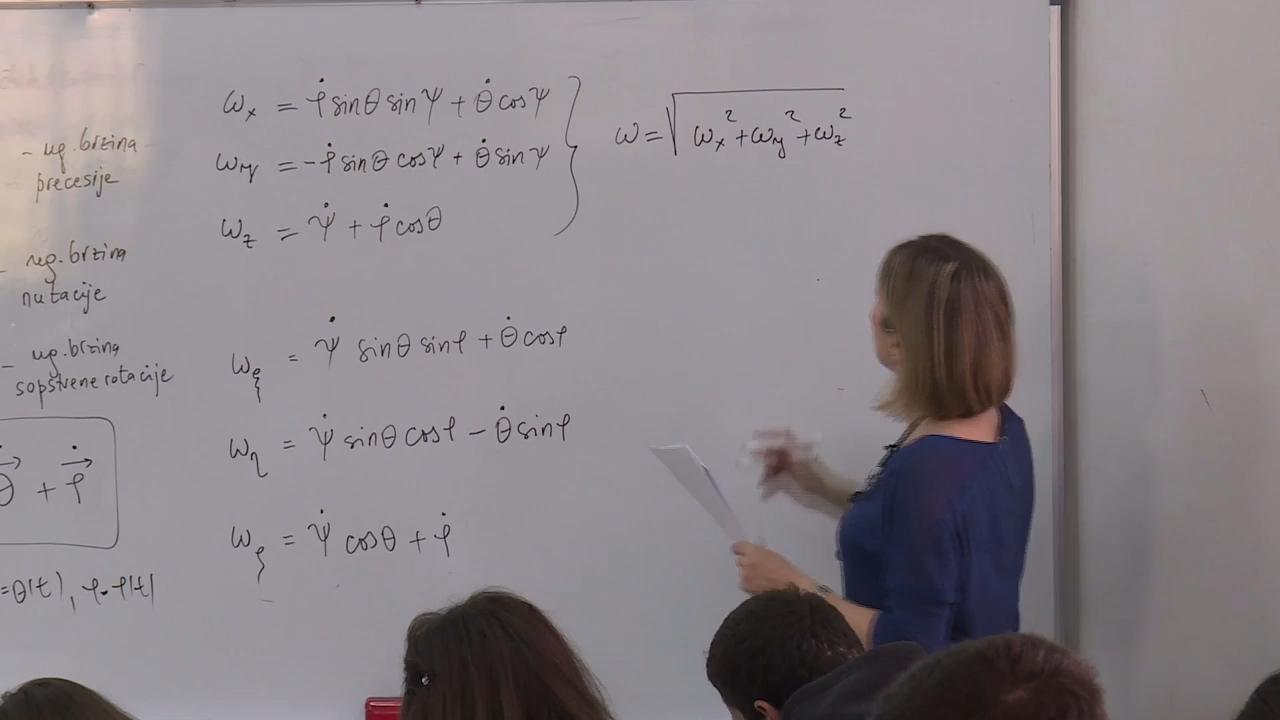 - ug. brzina
precesije
- ug. brzina
nutacije
- ug. brzina
sopstvene rotacije
θ̇⃗ + φ̇⃗
=θ(t), φ=φ(t)
ωx = φ̇ sinθ sinψ + θ̇ cosψ
ωy = -φ̇ sinθ cosψ + θ̇ sinψ
ωz = ψ̇ + φ̇ cosθ
ωξ = ψ̇ sinθ sinφ + θ̇ cosφ
ωη = ψ̇ sinθ cosφ - θ̇ sinφ
ωζ = ψ̇ cosθ + φ̇
ω = √(ωx² + ωy² + ωz²)